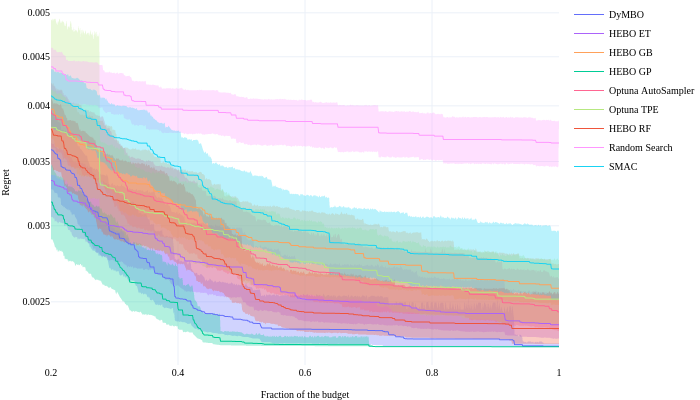 0.005
0.0045
0.004
0.0035
0.003
0.0025
Regret
0.2
0.4
0.6
0.8
1
Fraction of the budget
DyMBO
HEBO ET
HEBO GB
HEBO GP
Optuna AutoSampler
Optuna TPE
HEBO RF
Random Search
SMAC